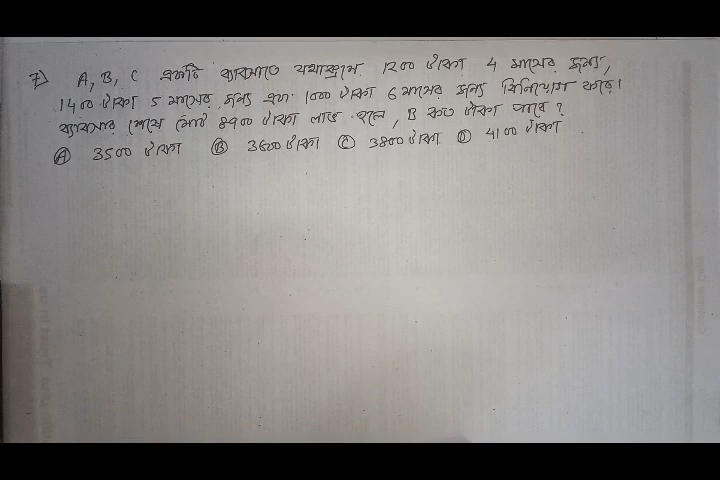 7) A, B, C একটি ব্যবসাতে যথাক্রমে 1200 টাকা 4 মাসের জন্য,
1400 টাকা 5 মাসের জন্য এবং 1000 টাকা 6 মাসের জন্য বিনিয়োগ করে।
ব্যবসার শেষে মোট 8900 টাকা লাভ হলে, B কত টাকা পাবে?
Ⓐ 3500 টাকা Ⓑ 3600 টাকা Ⓒ 3800 টাকা Ⓓ 4100 টাকা